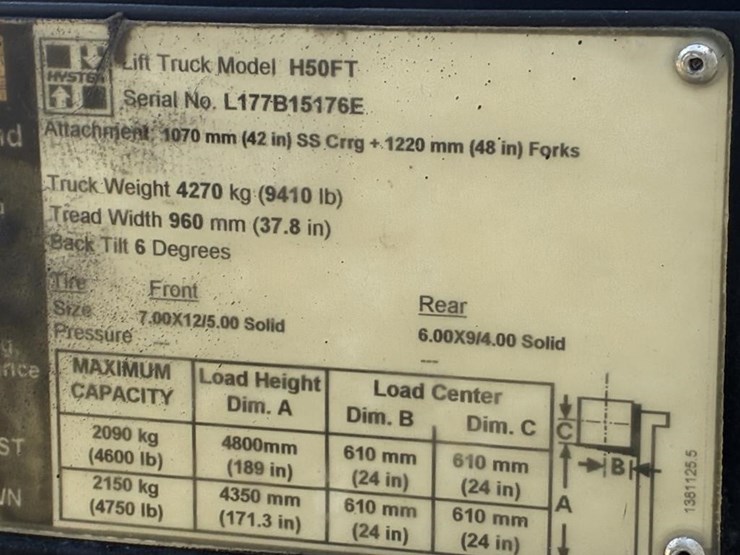 HYSTER
Lift Truck Model H50FT
Serial No. L177B15176E
Attachment: 1070 mm (42 in) SS Crrg + 1220 mm (48 in) Forks
Truck Weight 4270 kg (9410 lb)
Tread Width 960 mm (37.8 in)
Back Tilt 6 Degrees
Tire Front Rear
Size 7.00X12/5.00 Solid 6.00X9/4.00 Solid
Pressure — —
MAXIMUM CAPACITY Load Height Dim. A Load Center
Dim. B Dim. C
2090 kg 4800mm 610 mm 610 mm
(4600 lb) (189 in) (24 in) (24 in)
2150 kg 4350 mm 610 mm 610 mm
(4750 lb) (171.3 in) (24 in) (24 in)
C
B
A
1381125.5
ST